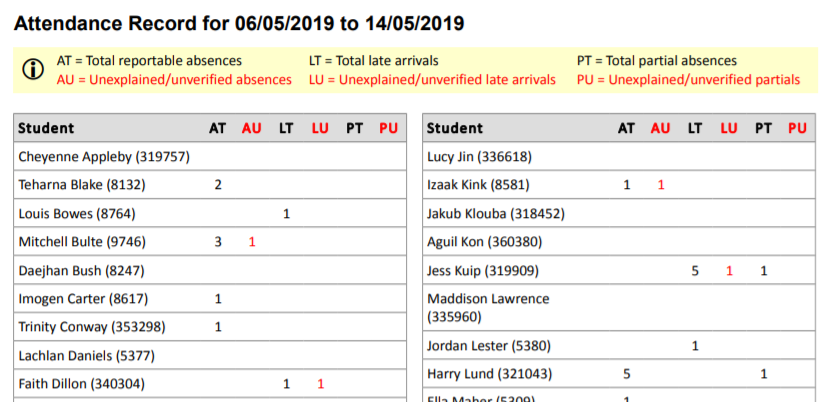 Attendance Record for 06/05/2019 to 14/05/2019
AT = Total reportable absences LT = Total late arrivals PT = Total partial absences
AU = Unexplained/unverified absences LU = Unexplained/unverified late arrivals PU = Unexplained/unverified partials
Student AT AU LT LU PT PU
Cheyenne Appleby (319757)
Teharna Blake (8132) 2
Louis Bowes (8764) 1
Mitchell Bulte (9746) 3 1
Daejhan Bush (8247)
Imogen Carter (8617) 1
Trinity Conway (353298) 1
Lachlan Daniels (5377)
Faith Dillon (340304) 1 1
Student AT AU LT LU PT PU
Lucy Jin (336618)
Izaak Kink (8581) 1 1
Jakub Klouba (318452)
Aguil Kon (360380)
Jess Kuip (319909) 5 1 1
Maddison Lawrence
(335960)
Jordan Lester (5380) 1
Harry Lund (321043) 5 1
Ella Maher (5309) 1